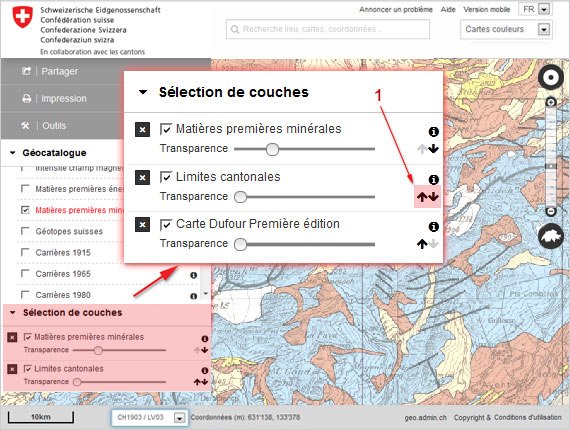 Schweizerische Eidgenossenschaft
Confédération suisse
Confederazione Svizzera
Confederaziun svizra
En collaboration avec les cantons
Annoncer un problème Aide Version mobile FR
Recherche lieu, cartes, coordonnées...
Cartes couleurs
Partager
Impression
Outils
Géocatalogue
Intensité champ magné
Matières premières éne
Matières premières min
Géotopes suisses
Carrières 1915
Carrières 1965
Carrières 1980
Sélection de couches
Matières premières minérales
Transparence
Limites cantonales
Transparence
Sélection de couches
Matières premières minérales
Transparence
Limites cantonales
Transparence
Carte Dufour Première édition
Transparence
1
10km
CH1903 / LV03
Coordonnées (m): 631'138, 133'378
geo.admin.ch Copyright & Conditions d'utilisation